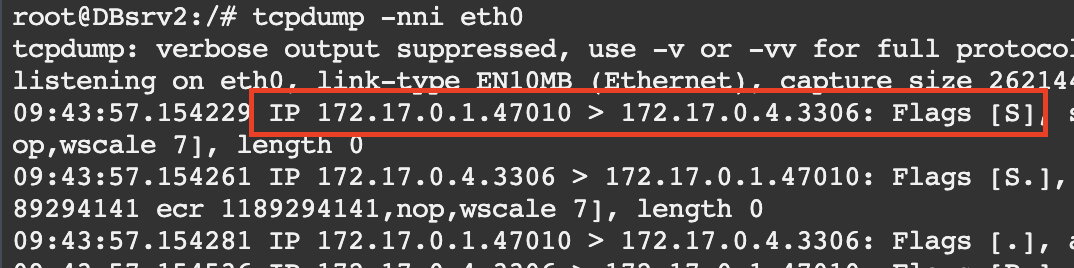 root@DBsrv2:/# tcpdump -nni eth0
tcpdump: verbose output suppressed, use -v or -vv for full protocol
listening on eth0, link-type EN10MB (Ethernet), capture size 262144
09:43:57.154229 IP 172.17.0.1.47010 > 172.17.0.4.3306: Flags [S], s
op,wscale 7], length 0
09:43:57.154261 IP 172.17.0.4.3306 > 172.17.0.1.47010: Flags [S.],
89294141 ecr 1189294141,nop,wscale 7], length 0
09:43:57.154281 IP 172.17.0.1.47010 > 172.17.0.4.3306: Flags [.], a